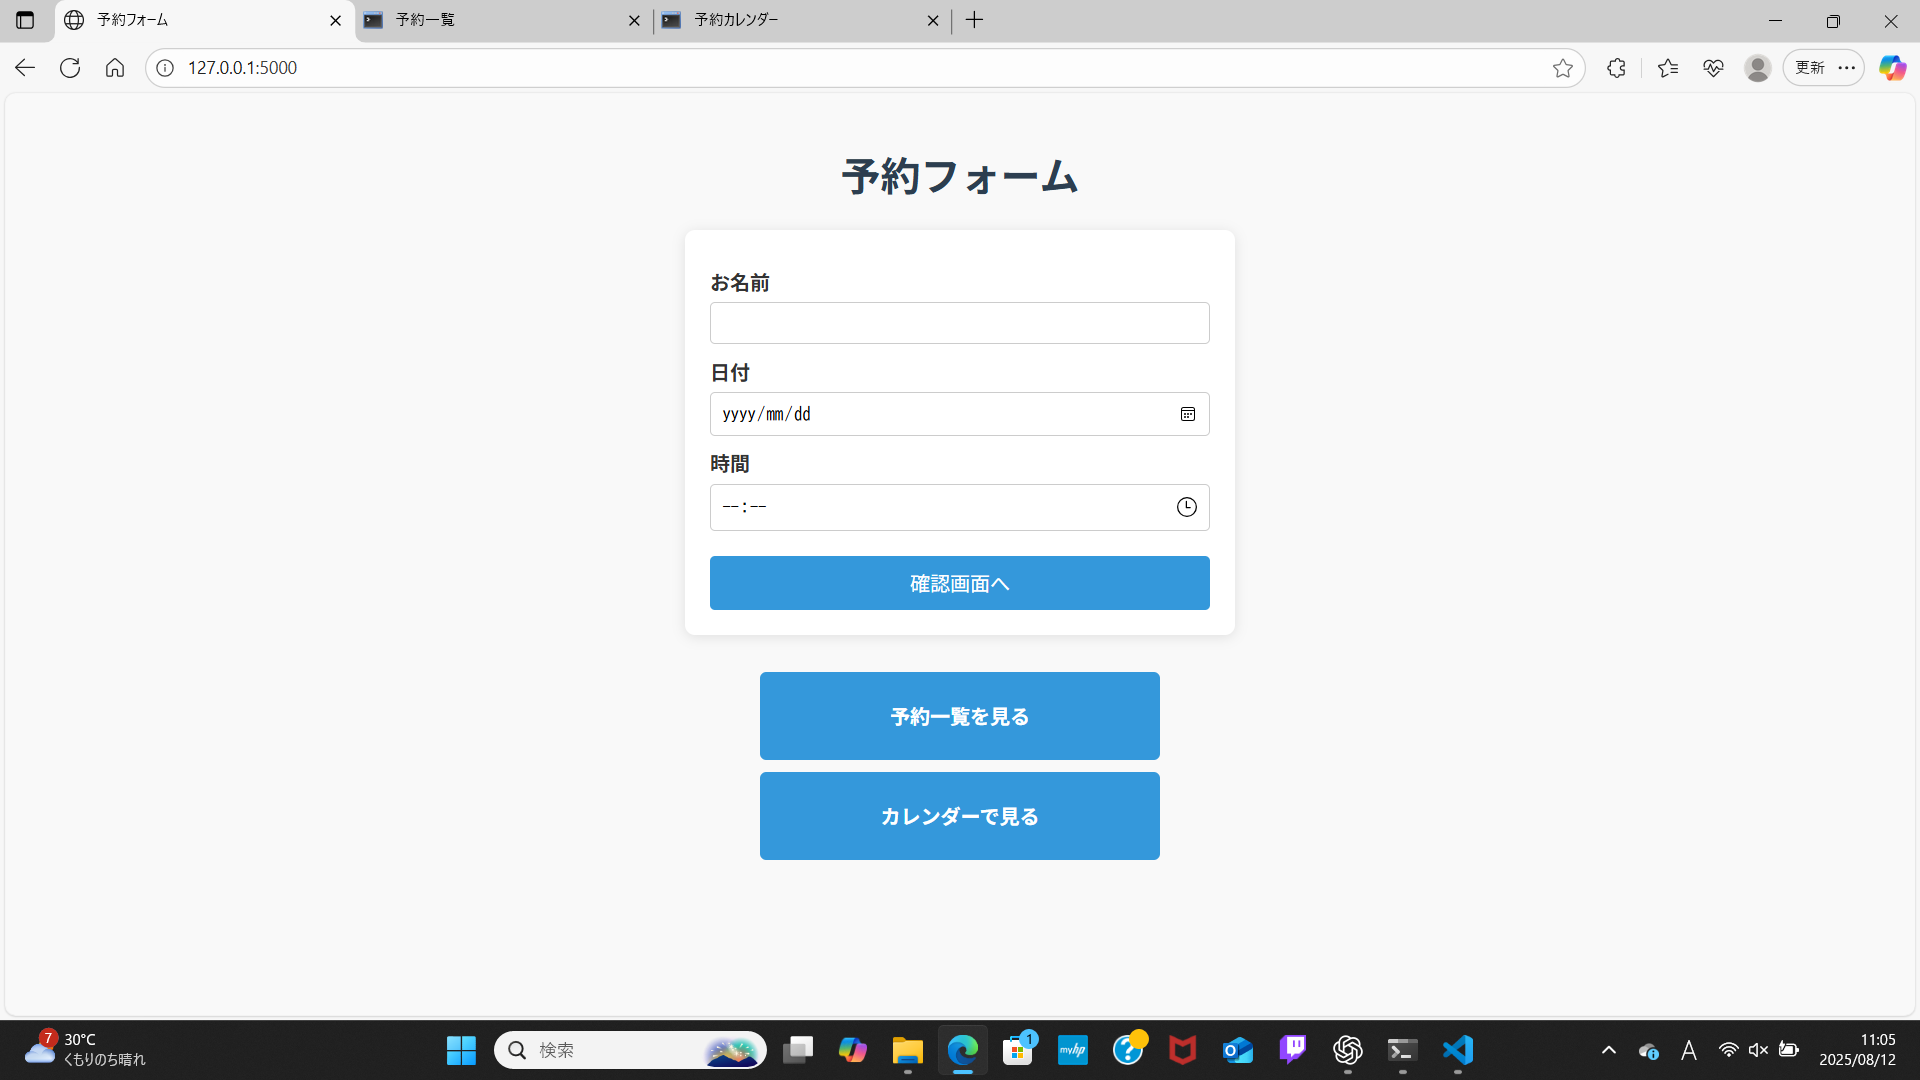 予約フォーム
予約一覧
予約カレンダー
127.0.0.1:5000
更新
予約フォーム
お名前
日付
yyyy/mm/dd
時間
--:--
確認画面へ
予約一覧を見る
カレンダーで見る
7
30°C
くもりのち晴れ
検索
1
myhp
A
11:05
2025/08/12